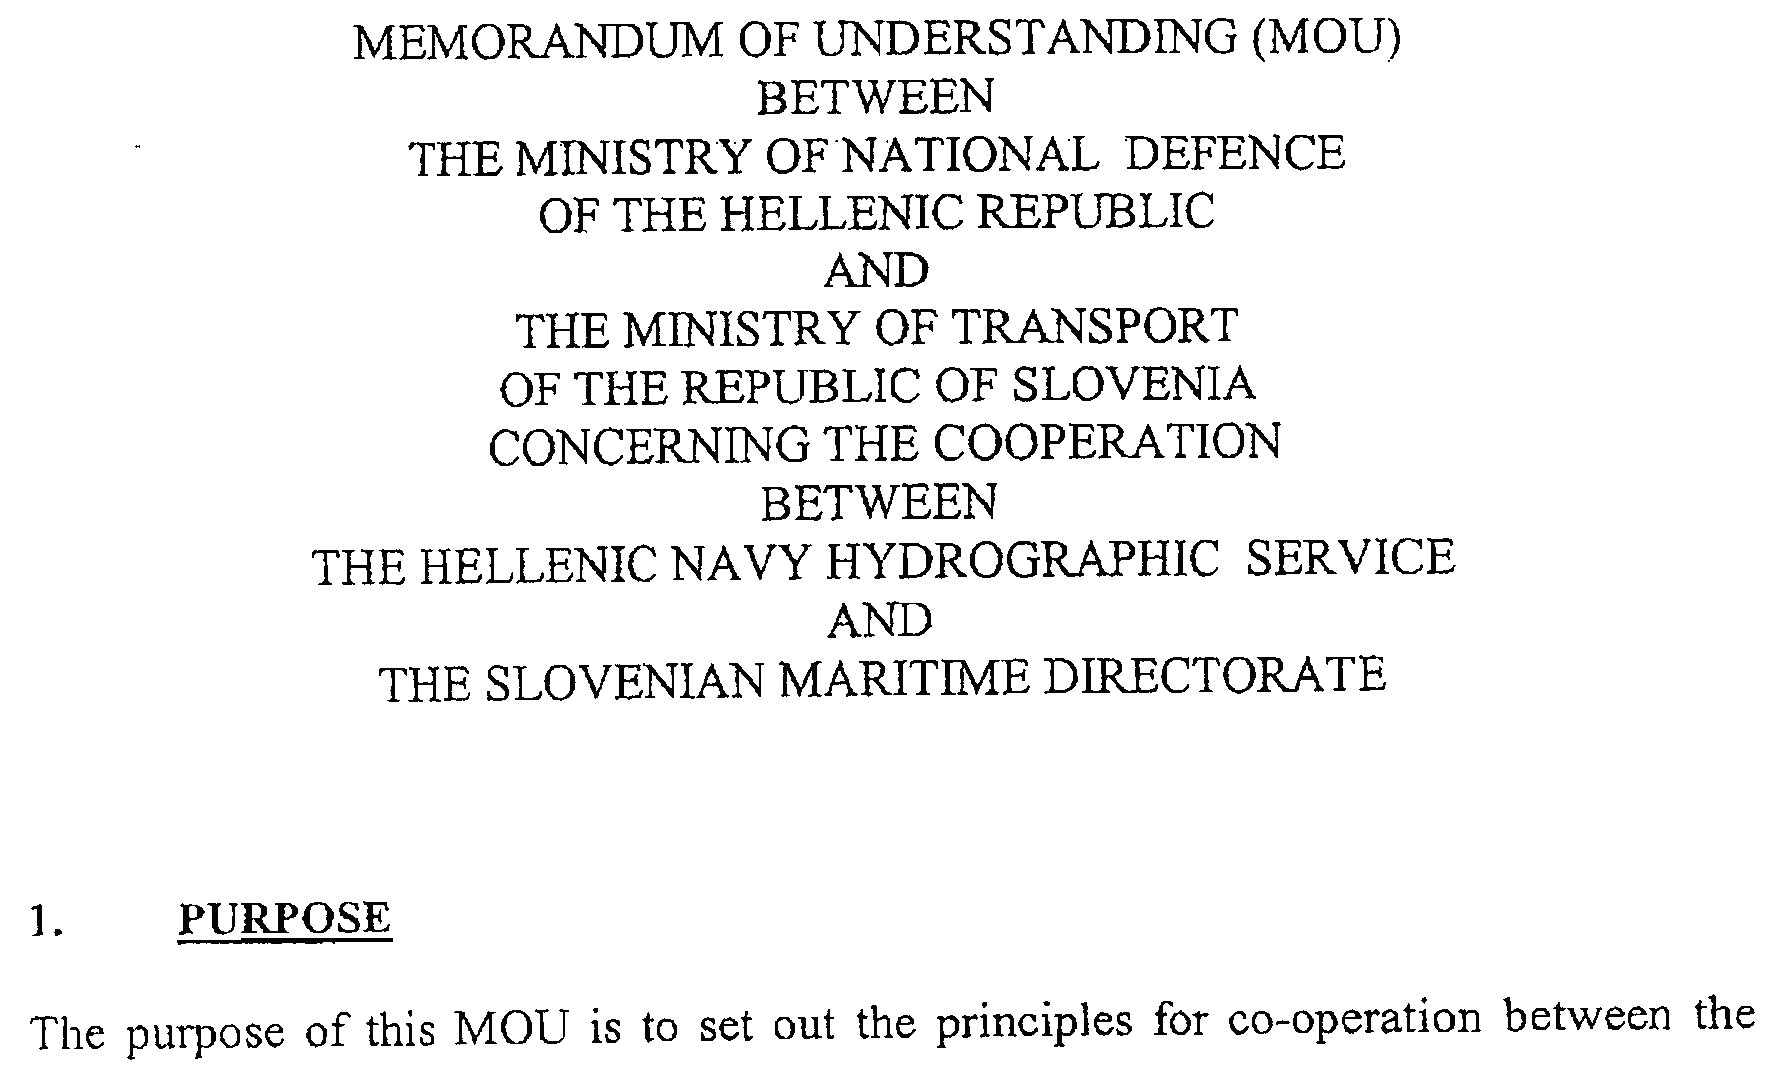 MEMORANDUM OF UNDERSTANDING (MOU)
BETWEEN
THE MINISTRY OF NATIONAL DEFENCE
OF THE HELLENIC REPUBLIC
AND
THE MINISTRY OF TRANSPORT
OF THE REPUBLIC OF SLOVENIA
CONCERNING THE COOPERATION
BETWEEN
THE HELLENIC NAVY HYDROGRAPHIC SERVICE
AND
THE SLOVENIAN MARITIME DIRECTORATE
1. PURPOSE
The purpose of this MOU is to set out the principles for co-operation between the